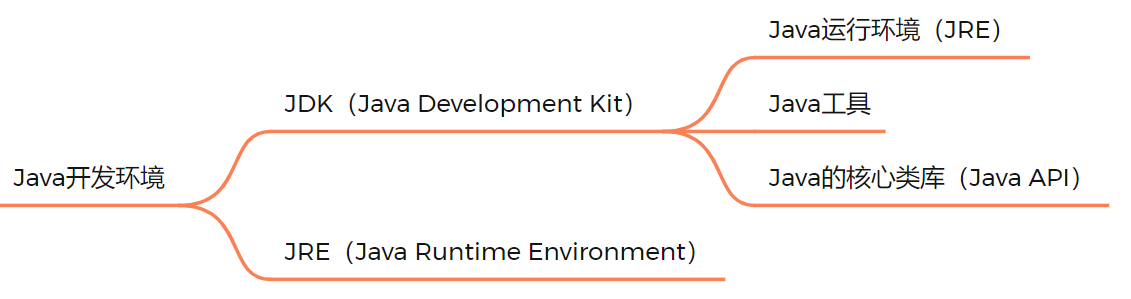 Java开发环境
JDK（Java Development Kit）
Java运行环境（JRE）
Java工具
Java的核心类库（Java API）
JRE（Java Runtime Environment）